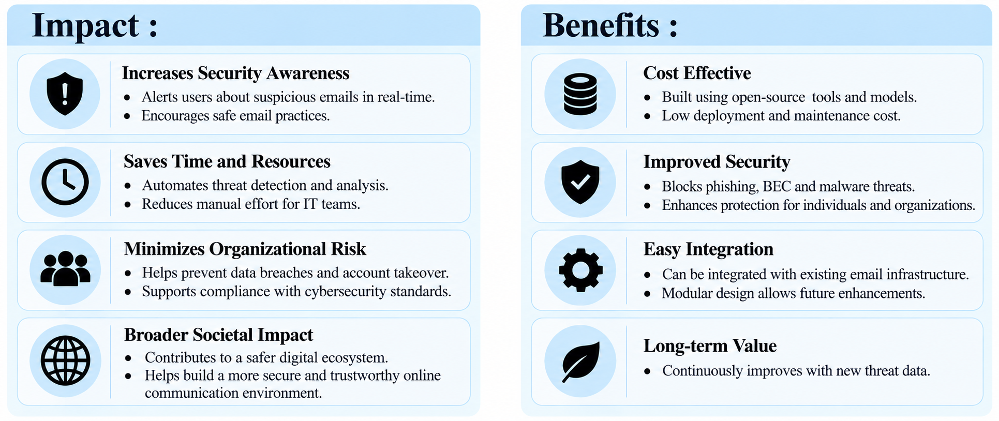 Impact :
Increases Security Awareness
• Alerts users about suspicious emails in real-time.
• Encourages safe email practices.
Saves Time and Resources
• Automates threat detection and analysis.
• Reduces manual effort for IT teams.
Minimizes Organizational Risk
• Helps prevent data breaches and account takeover.
• Supports compliance with cybersecurity standards.
Broader Societal Impact
• Contributes to a safer digital ecosystem.
• Helps build a more secure and trustworthy online
communication environment.
Benefits :
Cost Effective
• Built using open-source tools and models.
• Low deployment and maintenance cost.
Improved Security
• Blocks phishing, BEC and malware threats.
• Enhances protection for individuals and organizations.
Easy Integration
• Can be integrated with existing email infrastructure.
• Modular design allows future enhancements.
Long-term Value
• Continuously improves with new threat data.